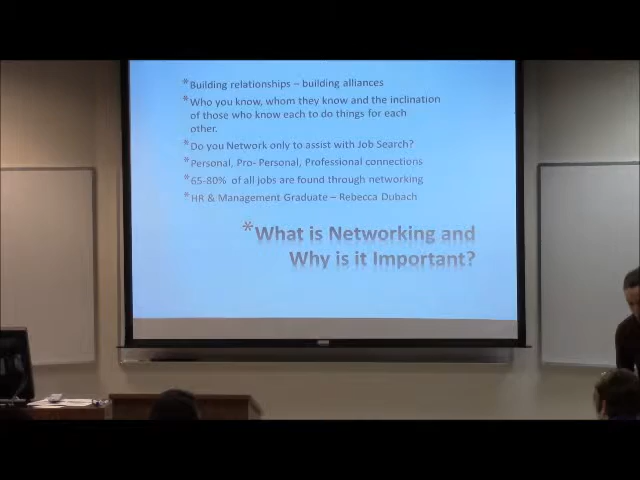 *Building relationships – building alliances
*Who you know, whom they know and the inclination
of those who know each to do things for each
other.
*Do you Network only to assist with Job Search?
*Personal, Pro- Personal, Professional connections
*65-80% of all jobs are found through networking
*HR & Management Graduate – Rebecca Dubach
*What is Networking and
Why is it Important?